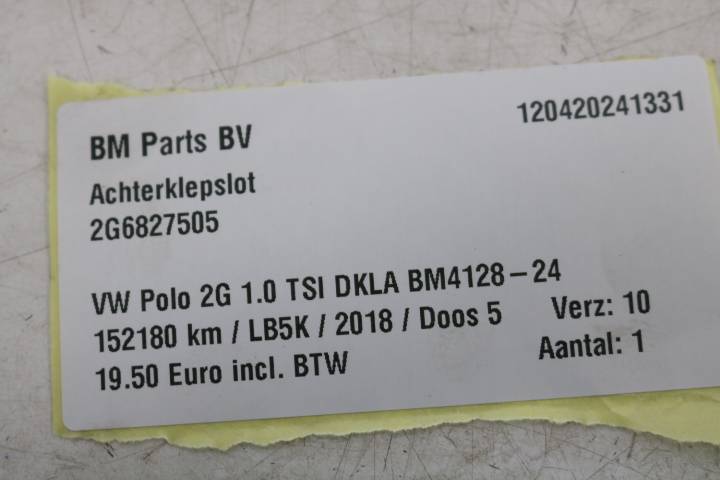 BM Parts BV 120420241331
Achterklepslot
2G6827505
VW Polo 2G 1.0 TSI DKLA BM4128-24
152180 km / LB5K / 2018 / Doos 5 Verz: 10
19.50 Euro incl. BTW Aantal: 1